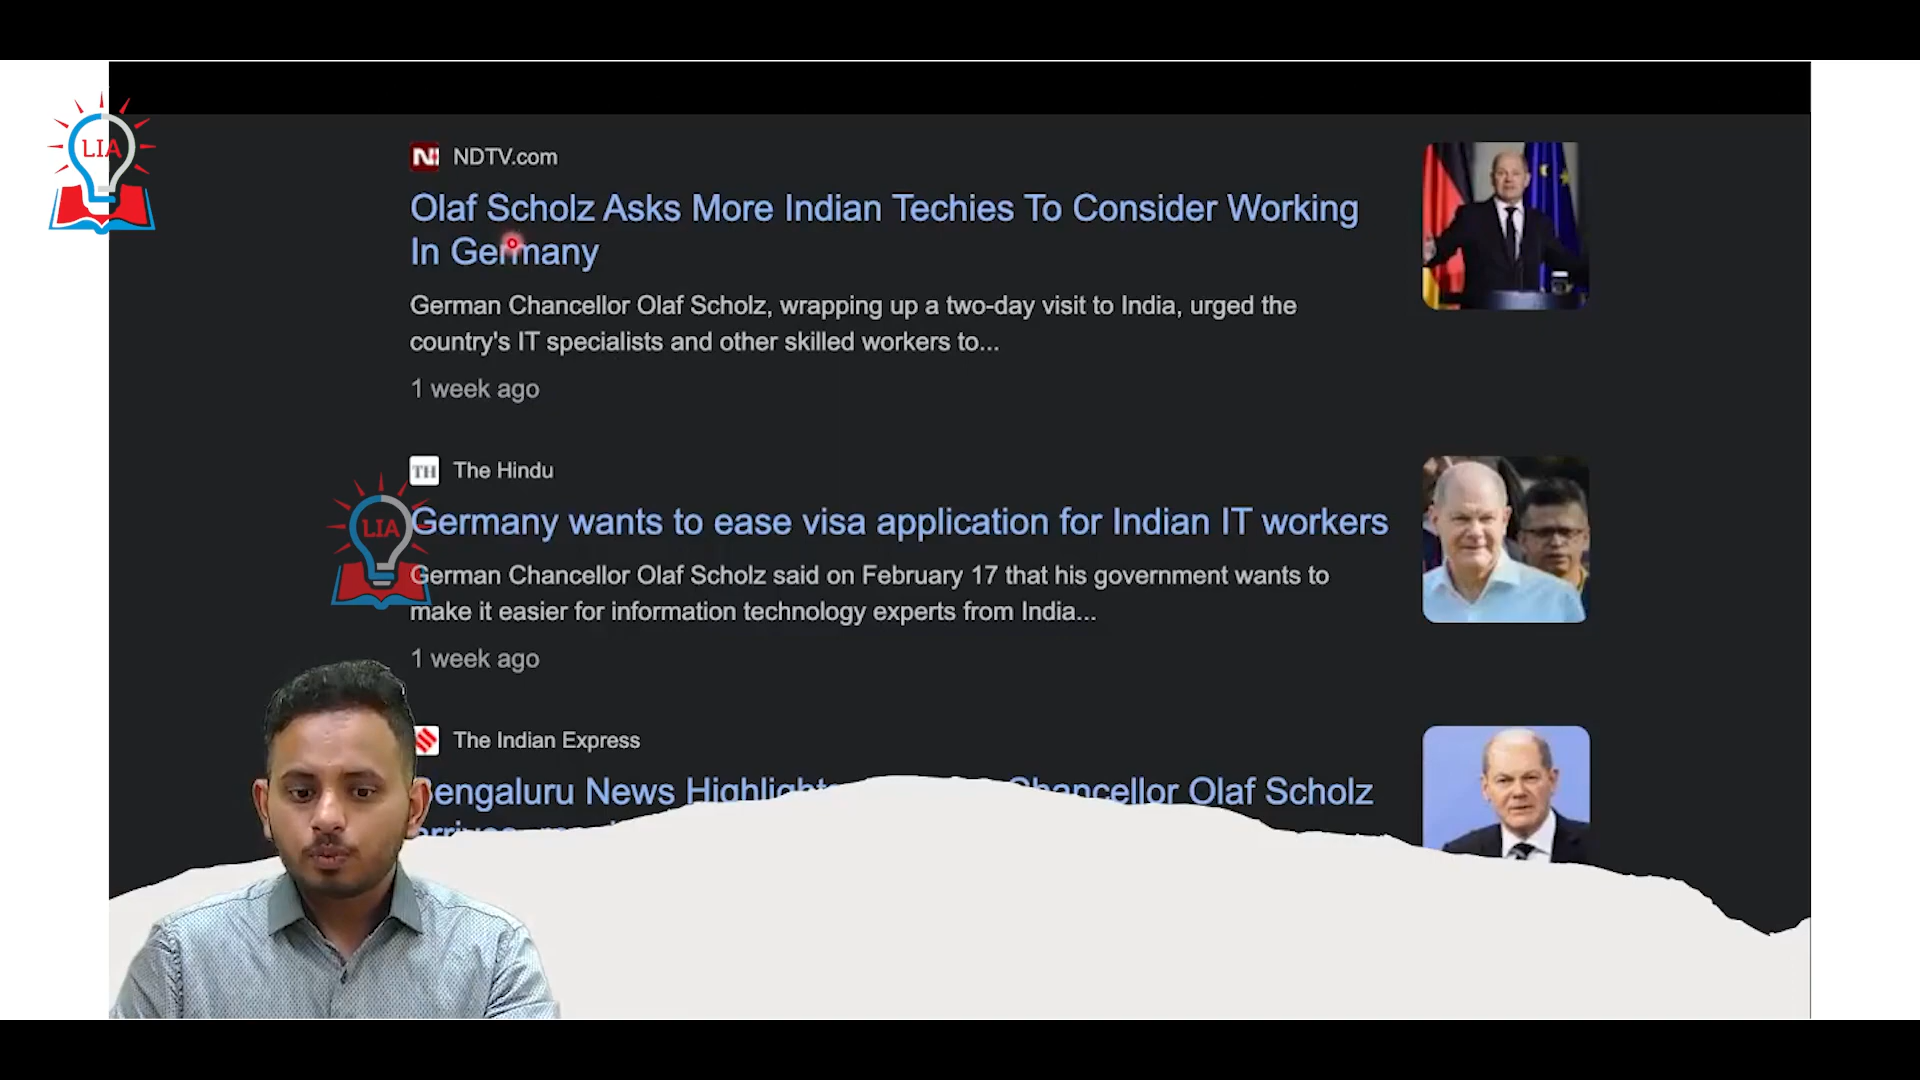 LIA
NDTV.com
Olaf Scholz Asks More Indian Techies To Consider Working
In Germany
German Chancellor Olaf Scholz, wrapping up a two-day visit to India, urged the
country's IT specialists and other skilled workers to...
1 week ago
TH The Hindu
LIA
Germany wants to ease visa application for Indian IT workers
German Chancellor Olaf Scholz said on February 17 that his government wants to
make it easier for information technology experts from India...
1 week ago
The Indian Express
Bengaluru News Highlights Chancellor Olaf Scholz